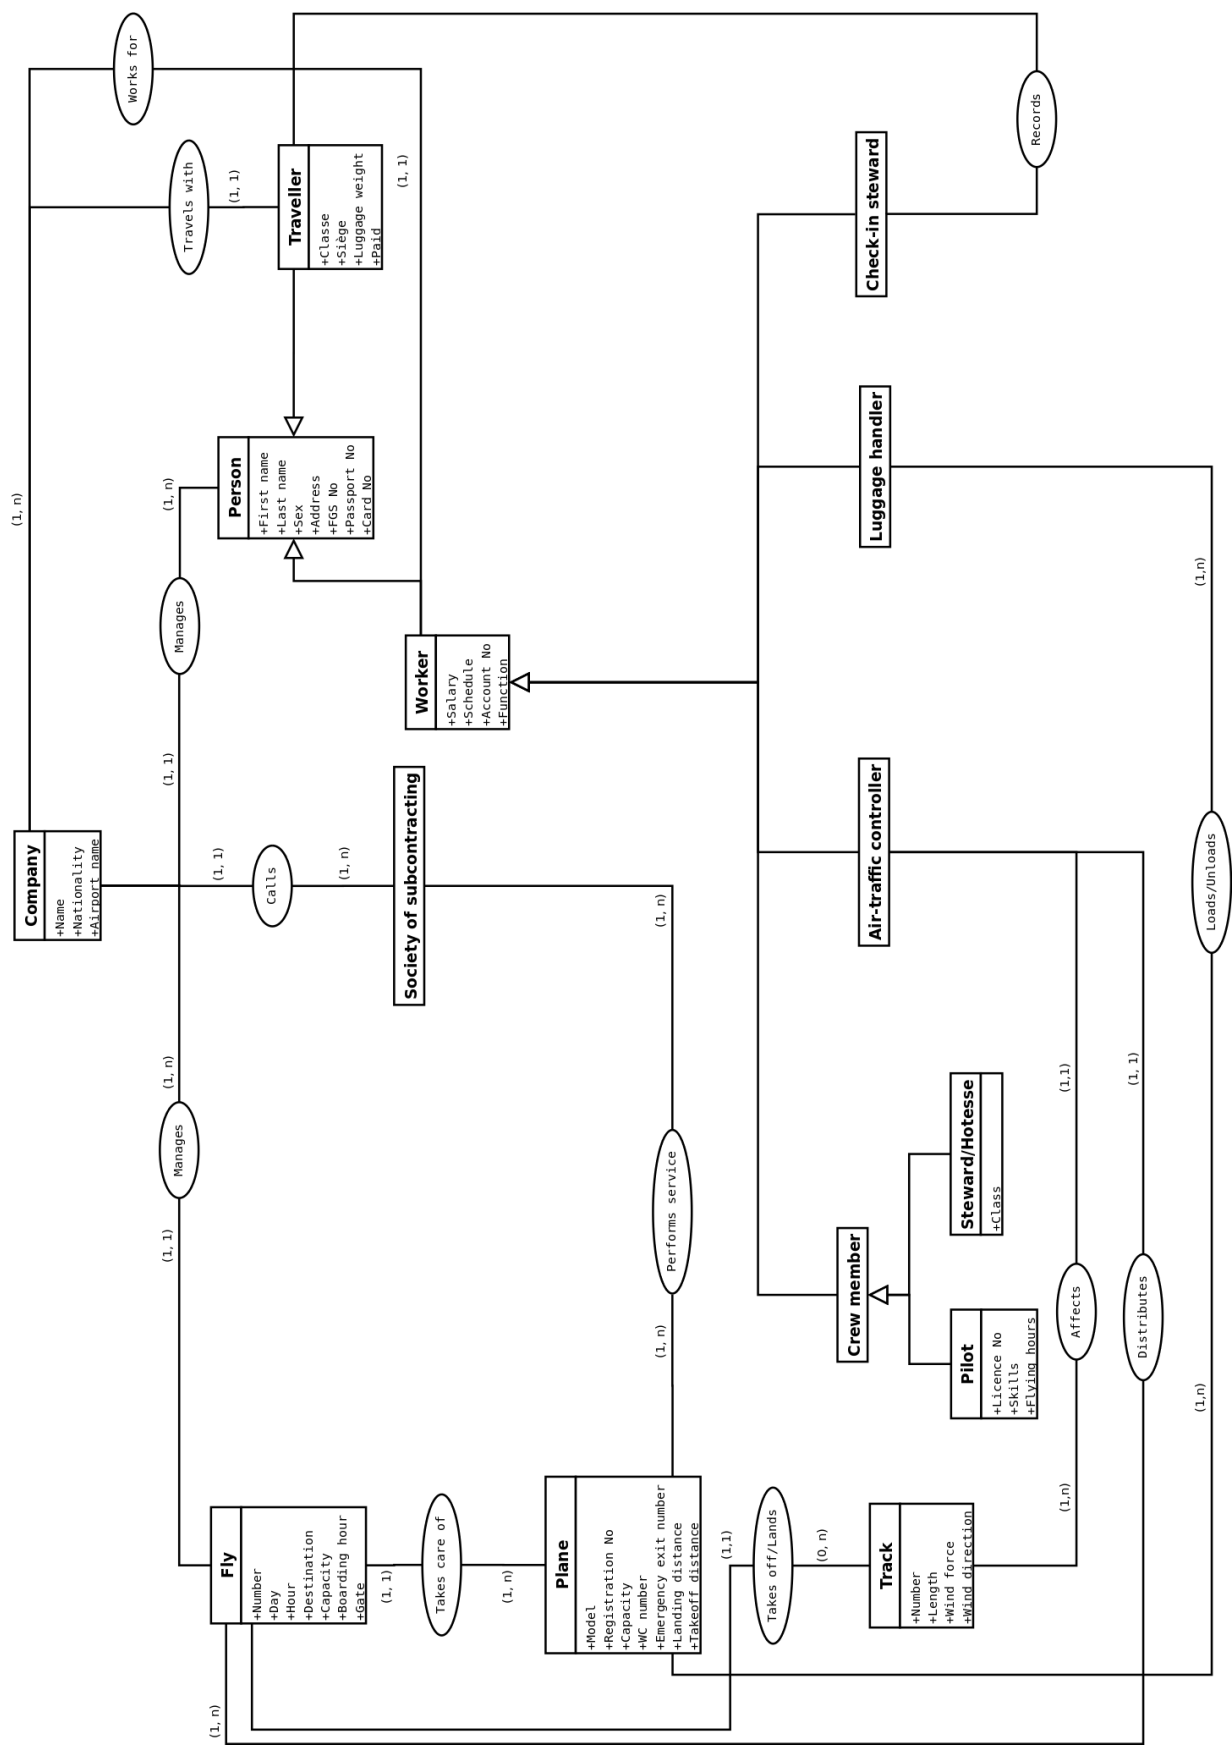 Company
+Name
+Nationality
+Airport name
Works for
Travels with
(1, 1)
(1, n)
Traveller
+Classe
+Siège
+Luggage weight
+Paid
(1, 1)
Records
Person
+First name
+Last name
+Sex
+Address
+FGS No
+Passport No
+Card No
(1, n)
Manages
(1, 1)
Worker
+Salary
+Schedule
+Account No
+Function
(1, 1)
Calls
(1, n)
Society of subcontracting
(1, n)
Performs service
(1, n)
(1, n)
Manages
(1, 1)
Check-in steward
Luggage handler
(1,n)
Loads/Unloads
(1,n)
Air-traffic controller
(1,1)
Affects
(1,n)
(1, 1)
Distributes
(1, n)
Crew member
Steward/Hotesse
+Class
Pilot
+Licence No
+Skills
+Flying hours
Fly
+Number
+Day
+Hour
+Destination
+Capacity
+Boarding hour
+Gate
(1, 1)
Takes care of
(1, n)
Plane
+Model
+Registration No
+Capacity
+WC number
+Emergency exit number
+Landing distance
+Takeoff distance
(1,1)
Takes off/Lands
(0, n)
Track
+Number
+Length
+Wind force
+Wind direction